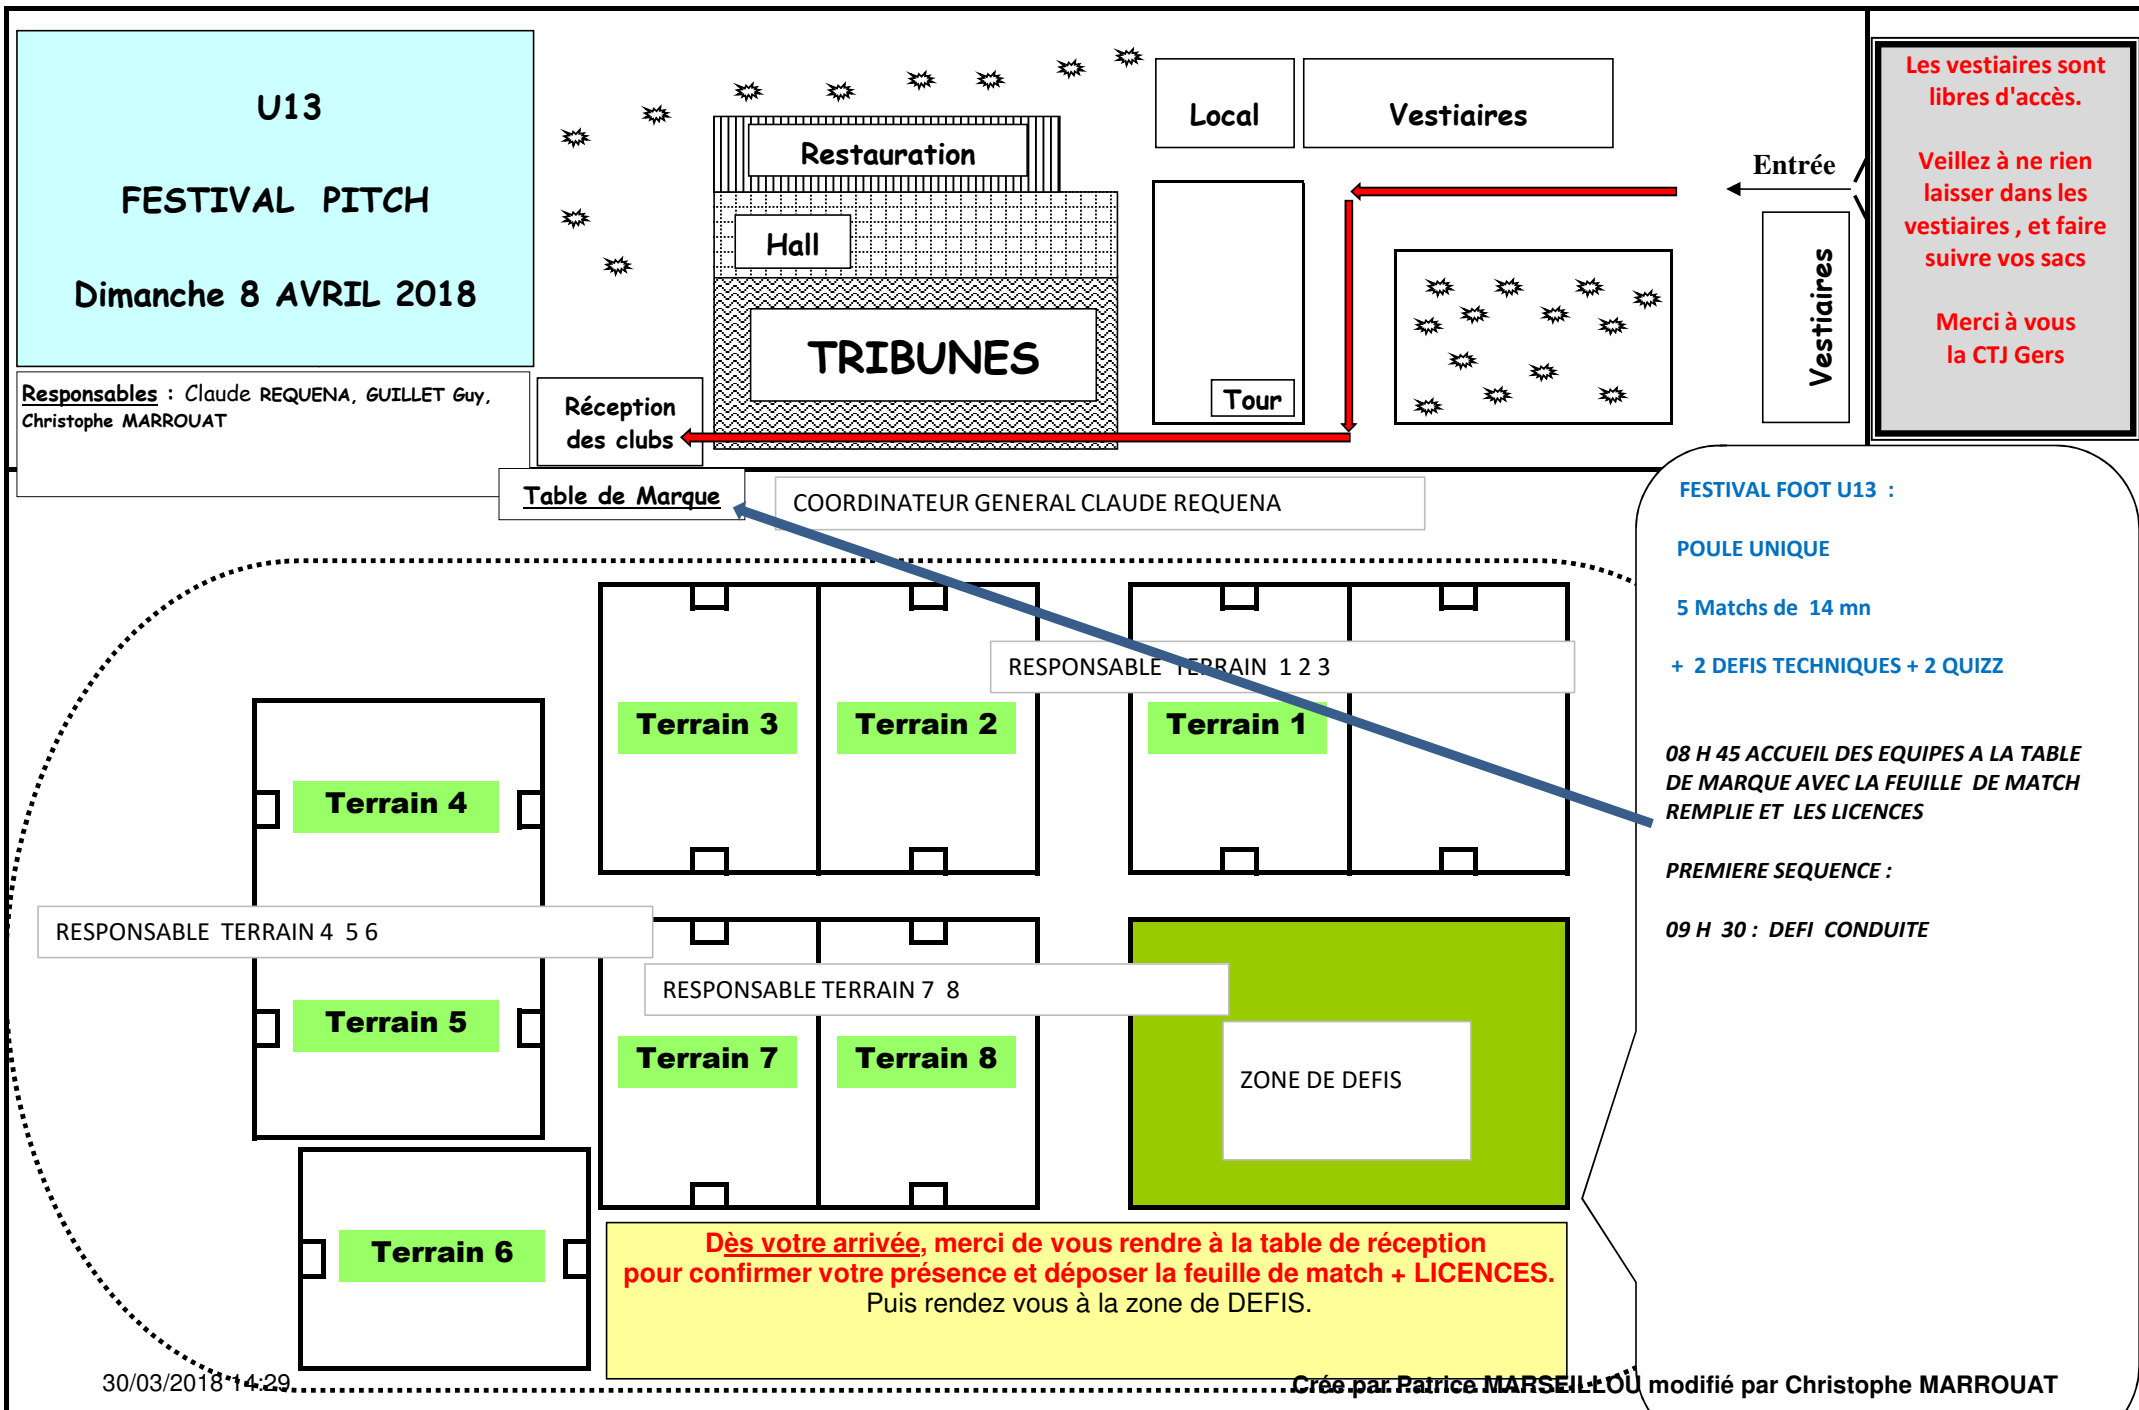 U13
FESTIVAL PITCH
Dimanche 8 AVRIL 2018
Responsables : Claude REQUENA, GUILLET Guy,
Christophe MARROUAT
Restauration
Hall
TRIBUNES
Réception
des clubs
Local
Vestiaires
Tour
Entrée
Vestiaires
Les vestiaires sont
libres d'accès.
Veillez à ne rien
laisser dans les
vestiaires , et faire
suivre vos sacs
Merci à vous
la CTJ Gers
Table de Marque
COORDINATEUR GENERAL CLAUDE REQUENA
FESTIVAL FOOT U13 :
POULE UNIQUE
5 Matchs de 14 mn
+ 2 DEFIS TECHNIQUES + 2 QUIZZ
08 H 45 ACCUEIL DES EQUIPES A LA TABLE
DE MARQUE AVEC LA FEUILLE DE MATCH
REMPLIE ET LES LICENCES
PREMIERE SEQUENCE :
09 H 30 : DEFI CONDUITE
RESPONSABLE TERRAIN 1 2 3
Terrain 3
Terrain 2
Terrain 1
Terrain 4
RESPONSABLE TERRAIN 4 5 6
RESPONSABLE TERRAIN 7 8
Terrain 5
Terrain 7
Terrain 8
ZONE DE DEFIS
Terrain 6
Dès votre arrivée, merci de vous rendre à la table de réception
pour confirmer votre présence et déposer la feuille de match + LICENCES.
Puis rendez vous à la zone de DEFIS.
30/03/2018 14:29
Crée par Patrice MARSEILLOU modifié par Christophe MARROUAT